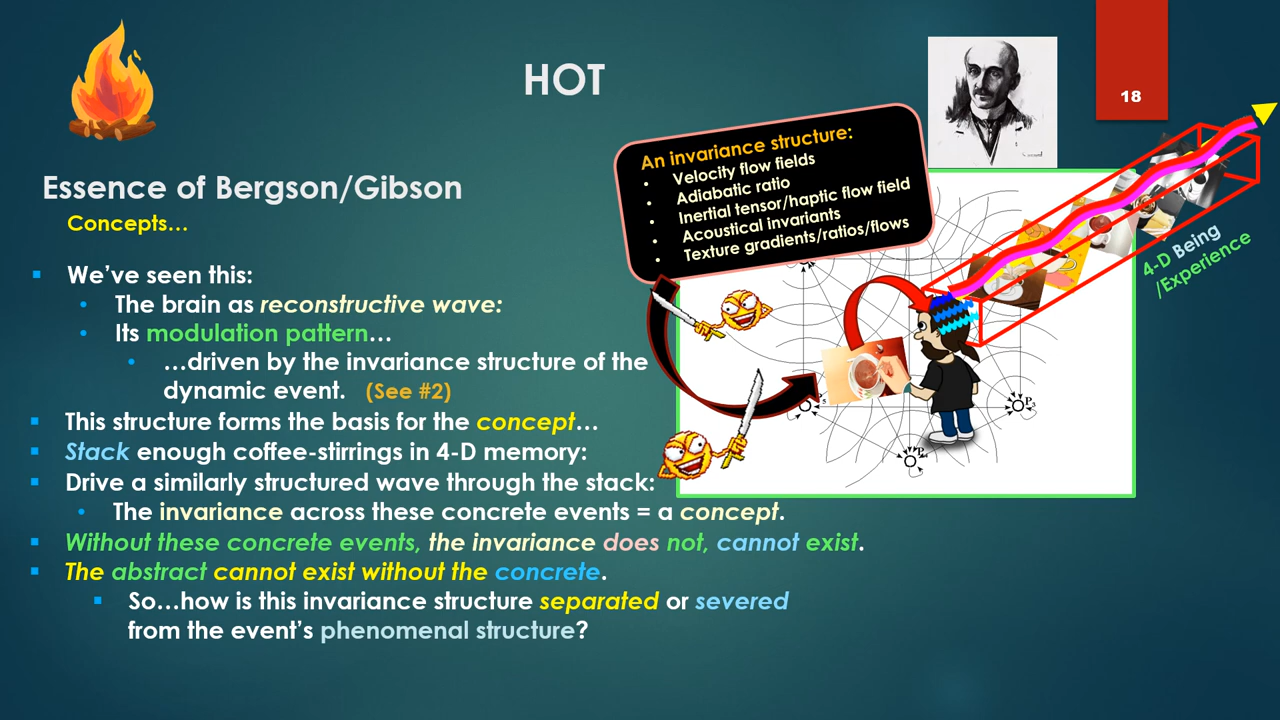 HOT
18
Essence of Bergson/Gibson
Concepts…
We've seen this:
The brain as reconstructive wave:
Its modulation pattern…
…driven by the invariance structure of the
dynamic event. (See #2)
This structure forms the basis for the concept…
Stack enough coffee-stirrings in 4-D memory:
Drive a similarly structured wave through the stack:
The invariance across these concrete events = a concept.
Without these concrete events, the invariance does not, cannot exist.
The abstract cannot exist without the concrete.
So…how is this invariance structure separated or severed
from the event's phenomenal structure?
An invariance structure:
Velocity flow fields
Adiabatic ratio
Inertial tensor/haptic flow field
Acoustical invariants
Texture gradients/ratios/flows
4-D Being
/Experience